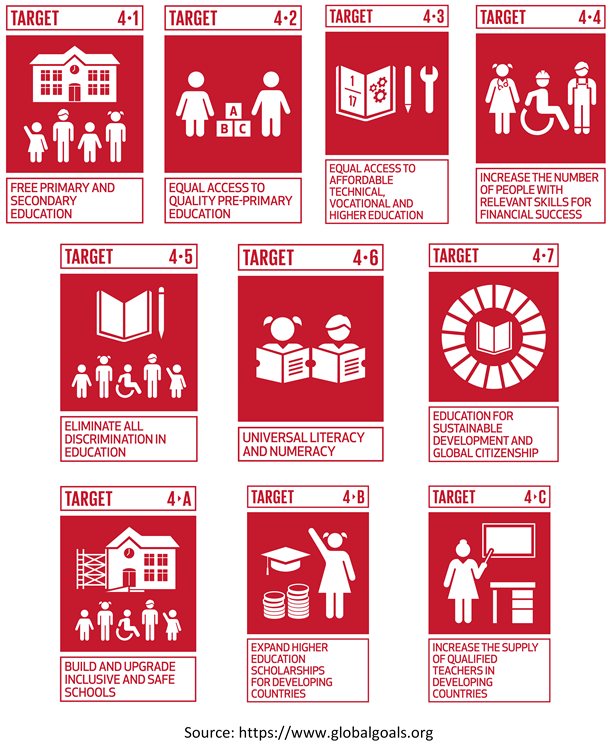 TARGET 4·1
FREE PRIMARY AND
SECONDARY
EDUCATION
TARGET 4·2
A
B C
EQUAL ACCESS TO
QUALITY PRE-PRIMARY
EDUCATION
TARGET 4·3
1
17
EQUAL ACCESS TO
AFFORDABLE
TECHNICAL,
VOCATIONAL AND
HIGHER EDUCATION
TARGET 4·4
INCREASE THE NUMBER
OF PEOPLE WITH
RELEVANT SKILLS FOR
FINANCIAL SUCCESS
TARGET 4·5
ELIMINATE ALL
DISCRIMINATION IN
EDUCATION
TARGET 4·6
UNIVERSAL LITERACY
AND NUMERACY
TARGET 4·7
EDUCATION FOR
SUSTAINABLE
DEVELOPMENT AND
GLOBAL CITIZENSHIP
TARGET 4▸A
BUILD AND UPGRADE
INCLUSIVE AND SAFE
SCHOOLS
TARGET 4▸B
EXPAND HIGHER
EDUCATION
SCHOLARSHIPS
FOR DEVELOPING
COUNTRIES
TARGET 4▸C
INCREASE THE SUPPLY
OF QUALIFIED
TEACHERS IN
DEVELOPING
COUNTRIES
Source: https://www.globalgoals.org